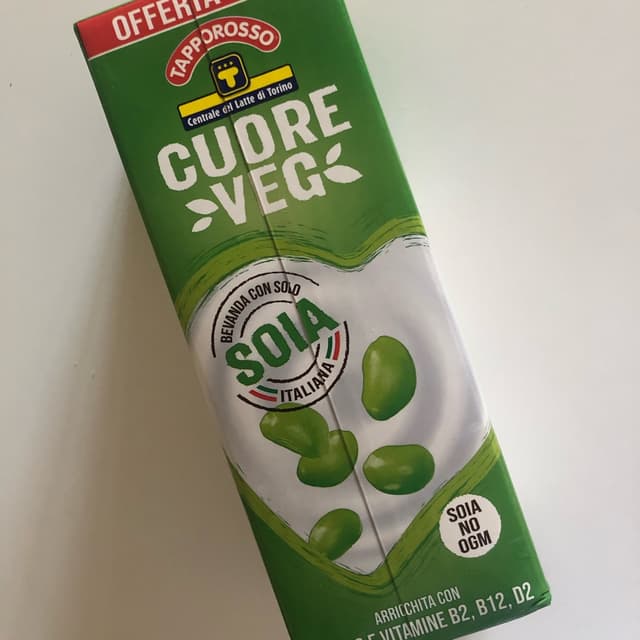 OFFERTA
TAPPOROSSO
T
Centrale del Latte di Torino
CUORE
VEG
BEVANDA CON SOLO
SOIA
ITALIANA
SOIA
NO
OGM
ARRICCHITA CON
E VITAMINE B2, B12, D2